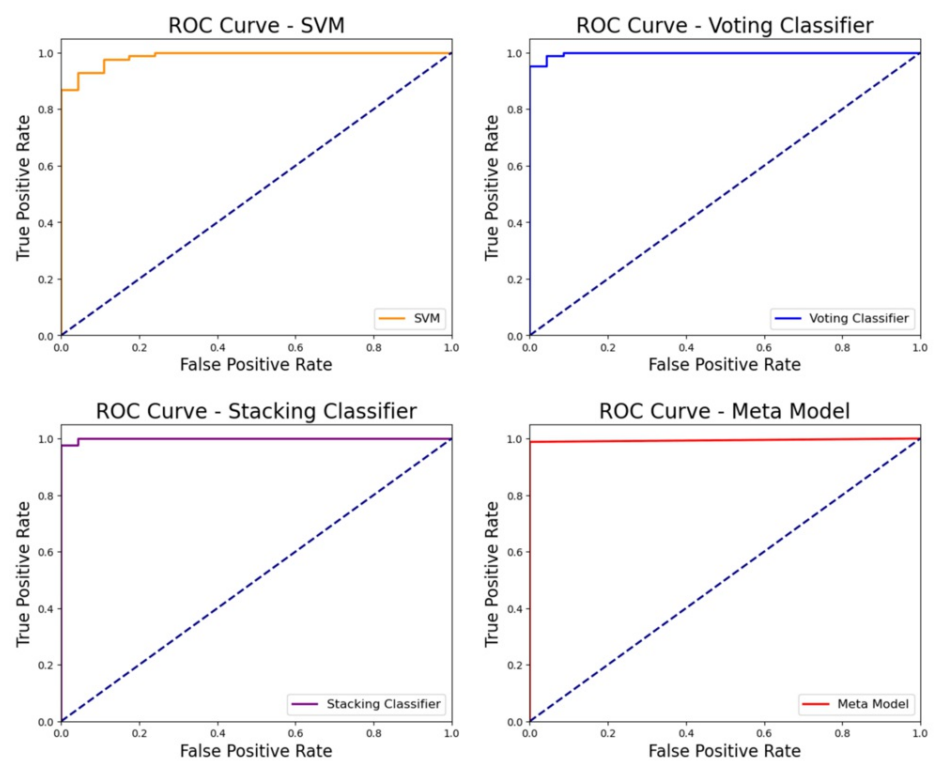 ROC Curve - SVM
True Positive Rate
1.0
0.8
0.6
0.4
0.2
0.0
0.0 0.2 0.4 0.6 0.8 1.0
False Positive Rate
SVM
ROC Curve - Voting Classifier
True Positive Rate
1.0
0.8
0.6
0.4
0.2
0.0
0.0 0.2 0.4 0.6 0.8 1.0
False Positive Rate
Voting Classifier
ROC Curve - Stacking Classifier
True Positive Rate
1.0
0.8
0.6
0.4
0.2
0.0
0.0 0.2 0.4 0.6 0.8 1.0
False Positive Rate
Stacking Classifier
ROC Curve - Meta Model
True Positive Rate
1.0
0.8
0.6
0.4
0.2
0.0
0.0 0.2 0.4 0.6 0.8 1.0
False Positive Rate
Meta Model